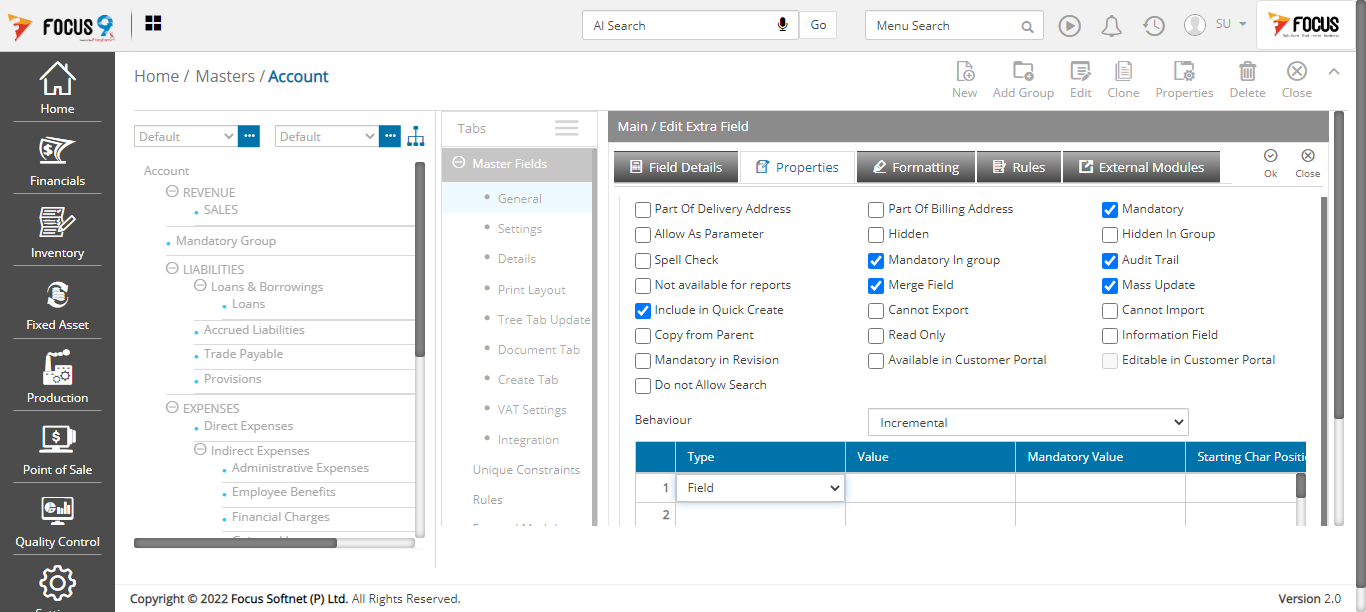 FOCUS 9
AI Search
Go
Menu Search
SU
FOCUS
Home / Masters / Account
New
Add Group
Edit
Clone
Properties
Delete
Close
Home
Financials
Inventory
Fixed Asset
Production
Point of Sale
Quality Control
Default
Default
Account
REVENUE
SALES
Mandatory Group
LIABILITIES
Loans & Borrowings
Loans
Accrued Liabilities
Trade Payable
Provisions
EXPENSES
Direct Expenses
Indirect Expenses
Administrative Expenses
Employee Benefits
Financial Charges
Tabs
Master Fields
General
Settings
Details
Print Layout
Tree Tab Update
Document Tab
Create Tab
VAT Settings
Integration
Unique Constraints
Rules
Main / Edit Extra Field
Field Details
Properties
Formatting
Rules
External Modules
Ok
Close
Part Of Delivery Address
Part Of Billing Address
Mandatory
Allow As Parameter
Hidden
Hidden In Group
Spell Check
Mandatory In group
Audit Trail
Not available for reports
Merge Field
Mass Update
Include in Quick Create
Cannot Export
Cannot Import
Copy from Parent
Read Only
Information Field
Mandatory in Revision
Available in Customer Portal
Editable in Customer Portal
Do not Allow Search
Behaviour
Incremental
Type
Value
Mandatory Value
Starting Char Positi
1
Field
2
Copyright © 2022 Focus Softnet (P) Ltd. All Rights Reserved.
Version 2.0